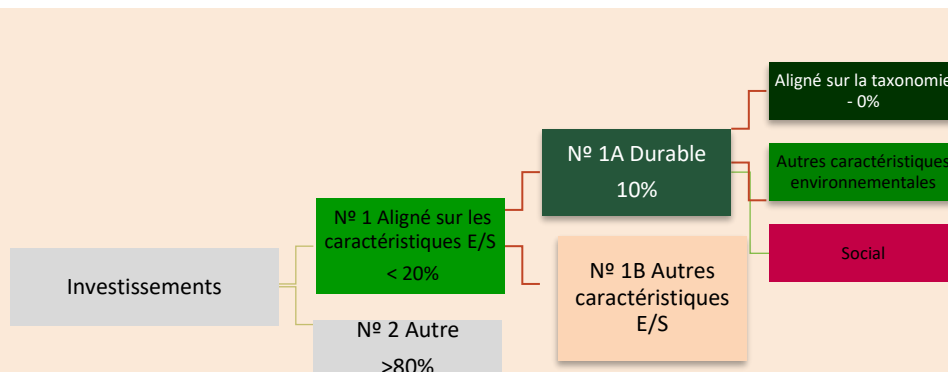 Investissements
Nº 1 Aligné sur les
caractéristiques E/S
< 20%
Nº 2 Autre
>80%
Nº 1A Durable
10%
Nº 1B Autres
caractéristiques
E/S
Aligné sur la taxonomie
- 0%
Autres caractéristiques
environnementales
Social